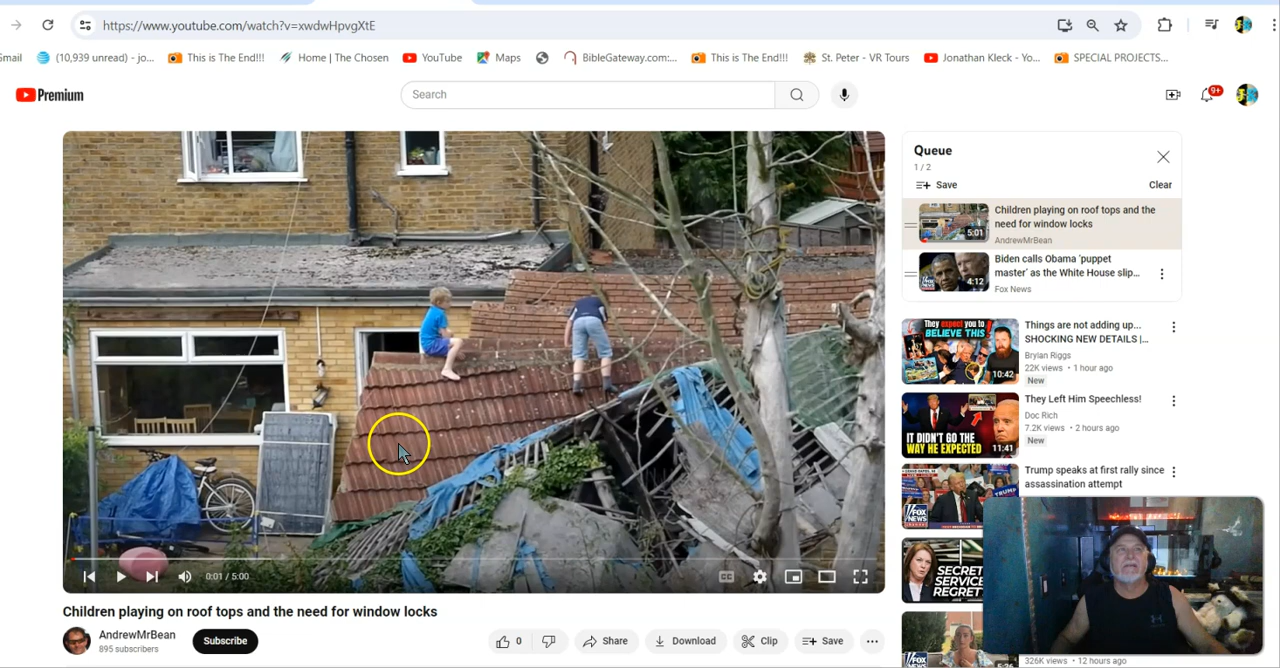 https://www.youtube.com/watch?v=xwdwHpvgXtE
Gmail
(10,939 unread) - jo...
This is The End!!!
Home | The Chosen
YouTube
Maps
BibleGateway.com:...
This is The End!!!
St. Peter - VR Tours
Jonathan Kleck - Yo...
SPECIAL PROJECTS...
Premium
Search
9+
Queue
1 / 2
Save
Clear
5:01
Children playing on roof tops and the
need for window locks
AndrewMrBean
4:12
Biden calls Obama 'puppet
master' as the White House slip...
Fox News
They expect you to
BELIEVE THIS
10:42
Things are not adding up...
SHOCKING NEW DETAILS |...
Brylan Riggs
22K views • 1 hour ago
New
IT DIDN'T GO THE
WAY HE EXPECTED
11:41
They Left Him Speechless!
Doc Rich
7.2K views • 2 hours ago
New
Trump speaks at first rally since
assassination attempt
SECRET
SERVICE
REGRET
326K views • 12 hours ago
0:01 / 5:00
CC
Children playing on roof tops and the need for window locks
AndrewMrBean
895 subscribers
Subscribe
0
Share
Download
Clip
Save